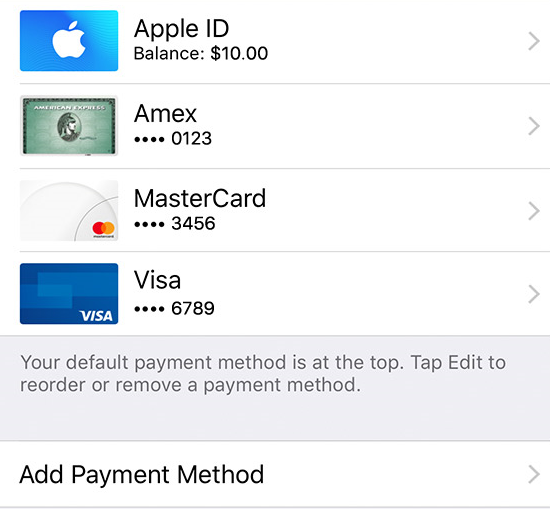 Apple ID
Balance: $10.00
AMERICAN EXPRESS
Amex
•••• 0123
MasterCard
•••• 3456
mastercard
Visa
•••• 6789
VISA
Your default payment method is at the top. Tap Edit to
reorder or remove a payment method.
Add Payment Method